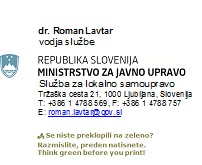 dr. Roman Lavtar
vodja službe
REPUBLIKA SLOVENIJA
MINISTRSTVO ZA JAVNO UPRAVO
Služba za lokalno samoupravo
Tržaška cesta 21, 1000 Ljubljana, Slovenija
T: +386 1 4788 569, F: +386 1 4788 757
E: roman.lavtar@gov.si
Se niste preklopili na zeleno?
Razmislite, preden natisnete.
Think green before you print!